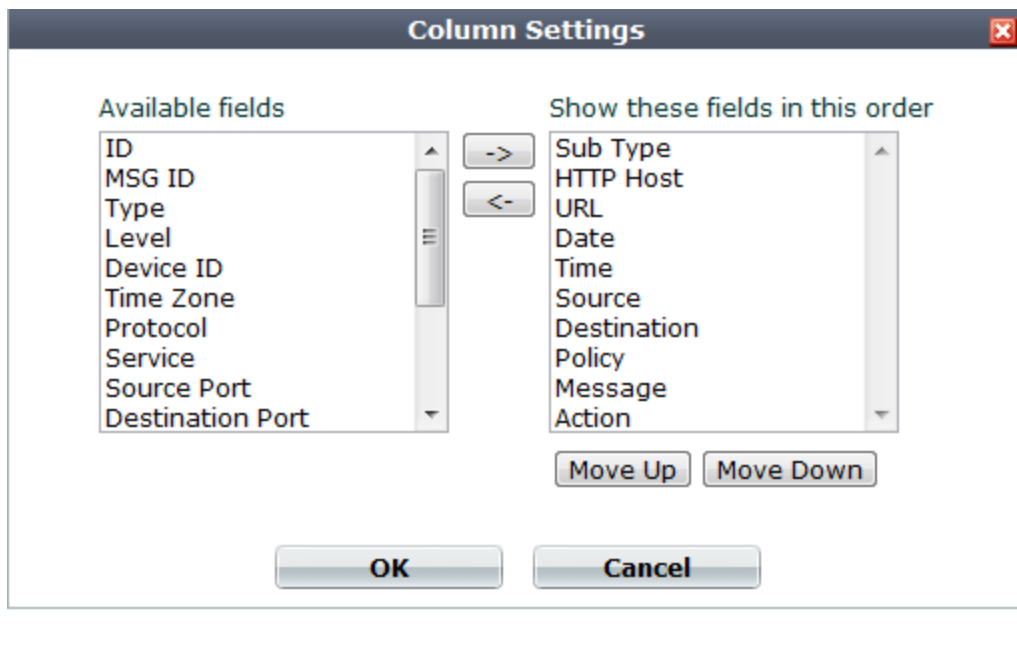 Column Settings
Available fields
ID
MSG ID
Type
Level
Device ID
Time Zone
Protocol
Service
Source Port
Destination Port
->
<-
Show these fields in this order
Sub Type
HTTP Host
URL
Date
Time
Source
Destination
Policy
Message
Action
Move Up Move Down
OK Cancel